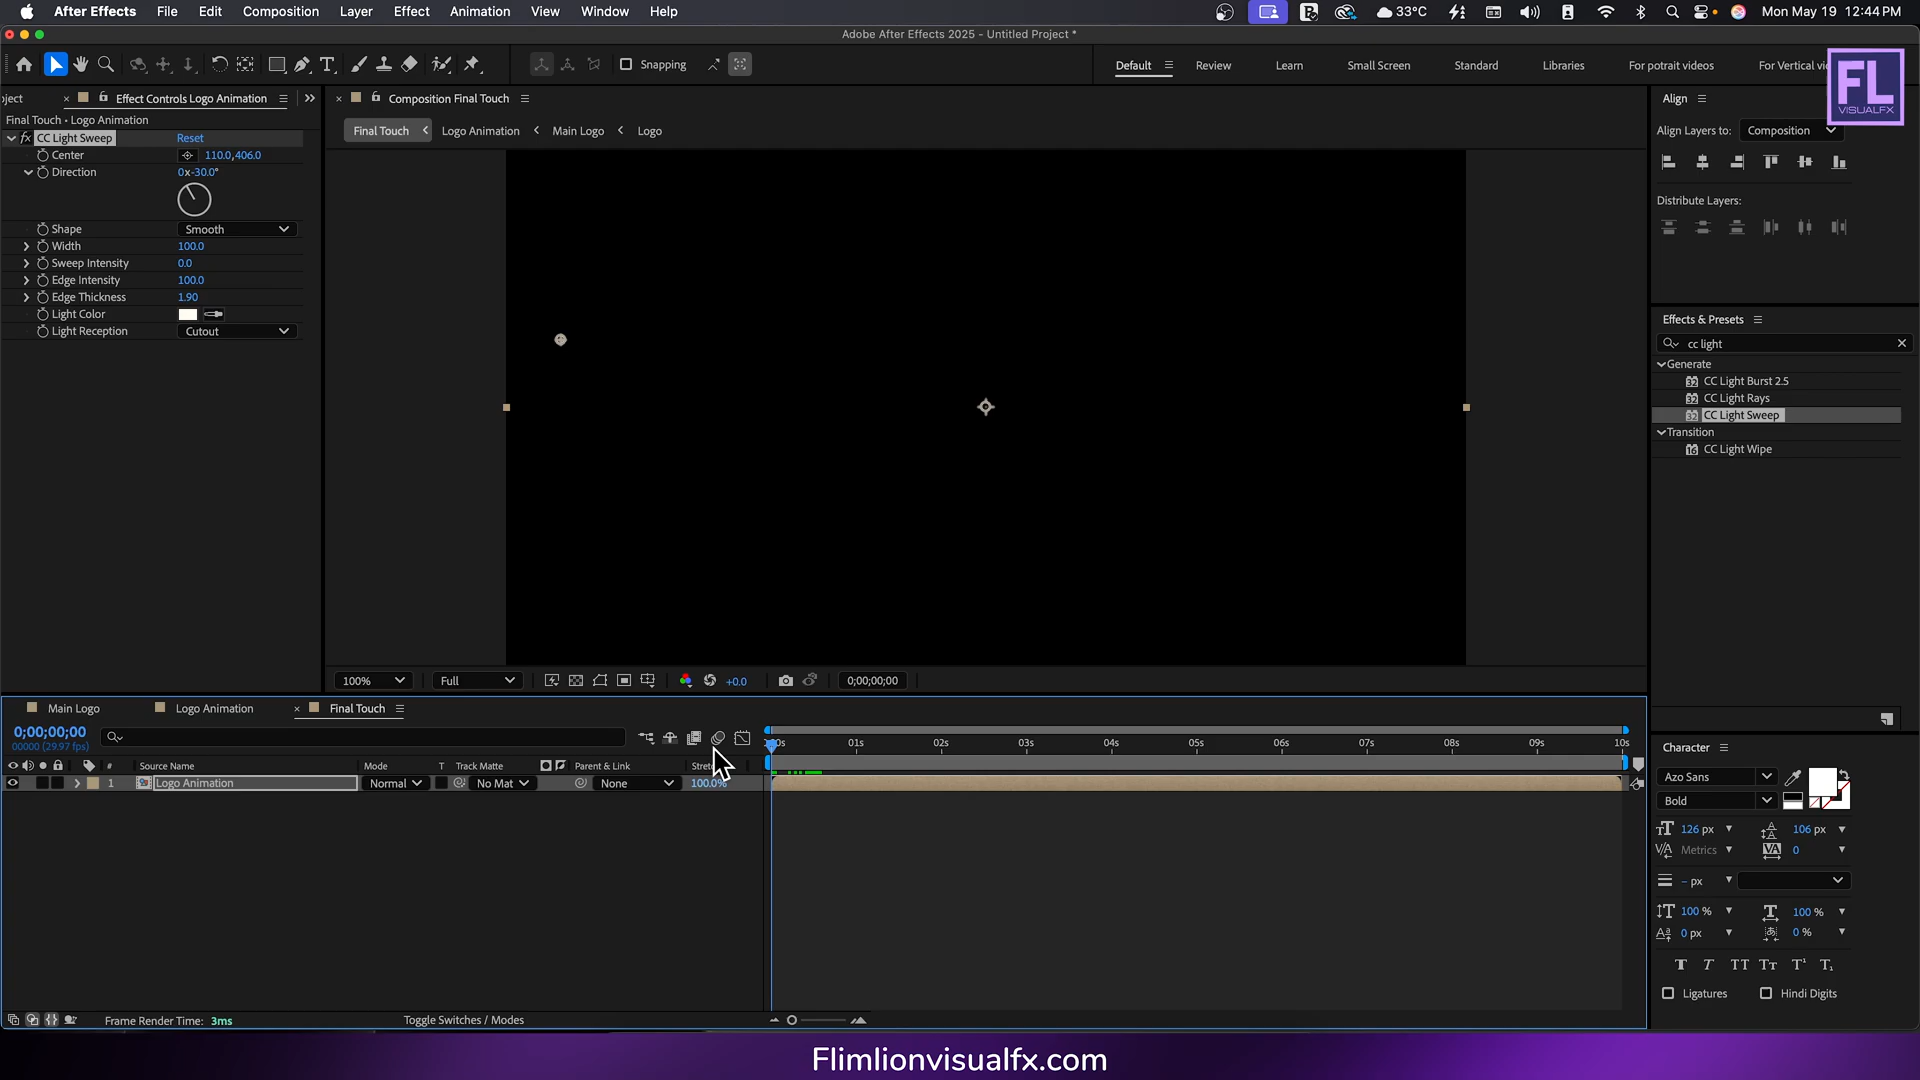 After Effects File Edit Composition Layer Effect Animation View Window Help 33°C Mon May 19 12:44 PM
Adobe After Effects 2025 - Untitled Project *
Snapping Default Review Learn Small Screen Standard Libraries For potrait videos For Vertical vi
FL
VISUALFX
oject Effect Controls Logo Animation Composition Final Touch Align
Final Touch • Logo Animation
Final Touch Logo Animation Main Logo Logo
Align Layers to: Composition
fx CC Light Sweep Reset
Center 110.0,406.0
Direction 0x-30.0°
Distribute Layers:
Shape Smooth
Width 100.0
Sweep Intensity 0.0
Edge Intensity 100.0
Edge Thickness 1.90
Light Color
Light Reception Cutout
Effects & Presets
cc light
Generate
CC Light Burst 2.5
CC Light Rays
CC Light Sweep
Transition
CC Light Wipe
100% Full +0.0 0;00;00;00
Main Logo Logo Animation Final Touch
0;00;00;00
00000 (29.97 fps)
:00s 01s 02s 03s 04s 05s 06s 07s 08s 09s 10s
# Source Name Mode T Track Matte Parent & Link Stretc
1 Logo Animation Normal No Mat None 100.0%
Character
Azo Sans
Bold
126 px 106 px
Metrics 0
– px
100 % 100 %
0 px 0 %
T T TT Tт T¹ T₁
Ligatures Hindi Digits
Frame Render Time: 3ms Toggle Switches / Modes
Flimlionvisualfx.com